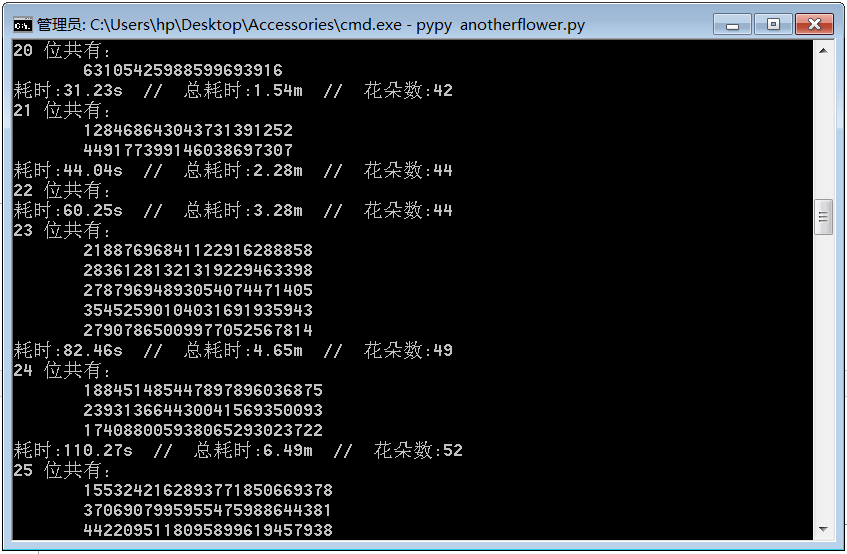 管理员: C:\Users\hp\Desktop\Accessories\cmd.exe - pypy  anotherflower.py
20 位共有:
63105425988599693916
耗时:31.23s  //  总耗时:1.54m  //  花朵数:42
21 位共有:
128468643043731391252
449177399146038697307
耗时:44.04s  //  总耗时:2.28m  //  花朵数:44
22 位共有:
耗时:60.25s  //  总耗时:3.28m  //  花朵数:44
23 位共有:
21887696841122916288858
28361281321319229463398
27879694893054074471405
35452590104031691935943
27907865009977052567814
耗时:82.46s  //  总耗时:4.65m  //  花朵数:49
24 位共有:
188451485447897896036875
239313664430041569350093
174088005938065293023722
耗时:110.27s  //  总耗时:6.49m  //  花朵数:52
25 位共有:
1553242162893771850669378
3706907995955475988644381
4422095118095899619457938